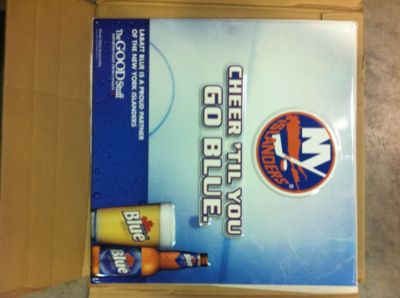 NY
ISLANDERS
CHEER 'TIL YOU
GO BLUE.
LABATT BLUE IS A PROUD PARTNER
OF THE NEW YORK ISLANDERS
The GOOD Stuff
Blue
Blue